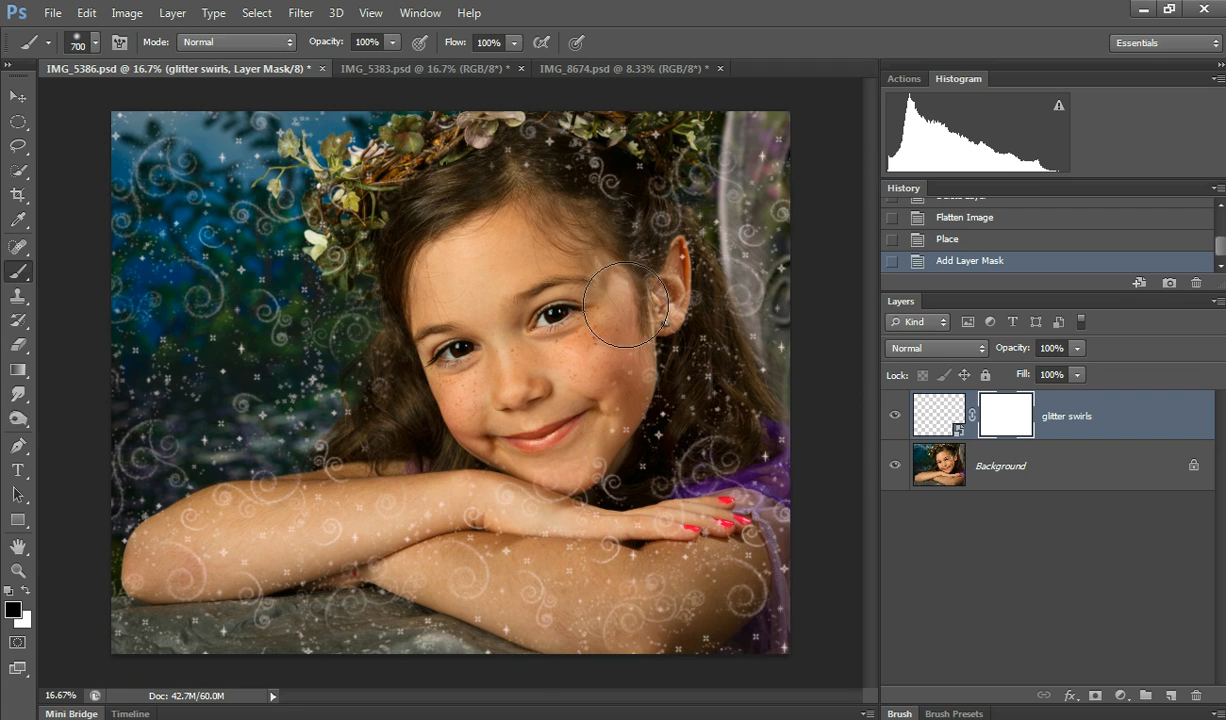 Ps File Edit Image Layer Type Select Filter 3D View Window Help
700 Mode: Normal Opacity: 100% Flow: 100% Essentials
IMG_5386.psd @ 16.7% (glitter swirls, Layer Mask/8) * × IMG_5383.psd @ 16.7% (RGB/8*) × IMG_8674.psd @ 8.33% (RGB/8*) * ×
Actions Histogram
History
Flatten Image
Place
Add Layer Mask
Layers
Kind
Normal Opacity: 100%
Lock: Fill: 100%
glitter swirls
Background
16.67% Doc: 42.7M/60.0M
Mini Bridge Timeline Brush Brush Presets